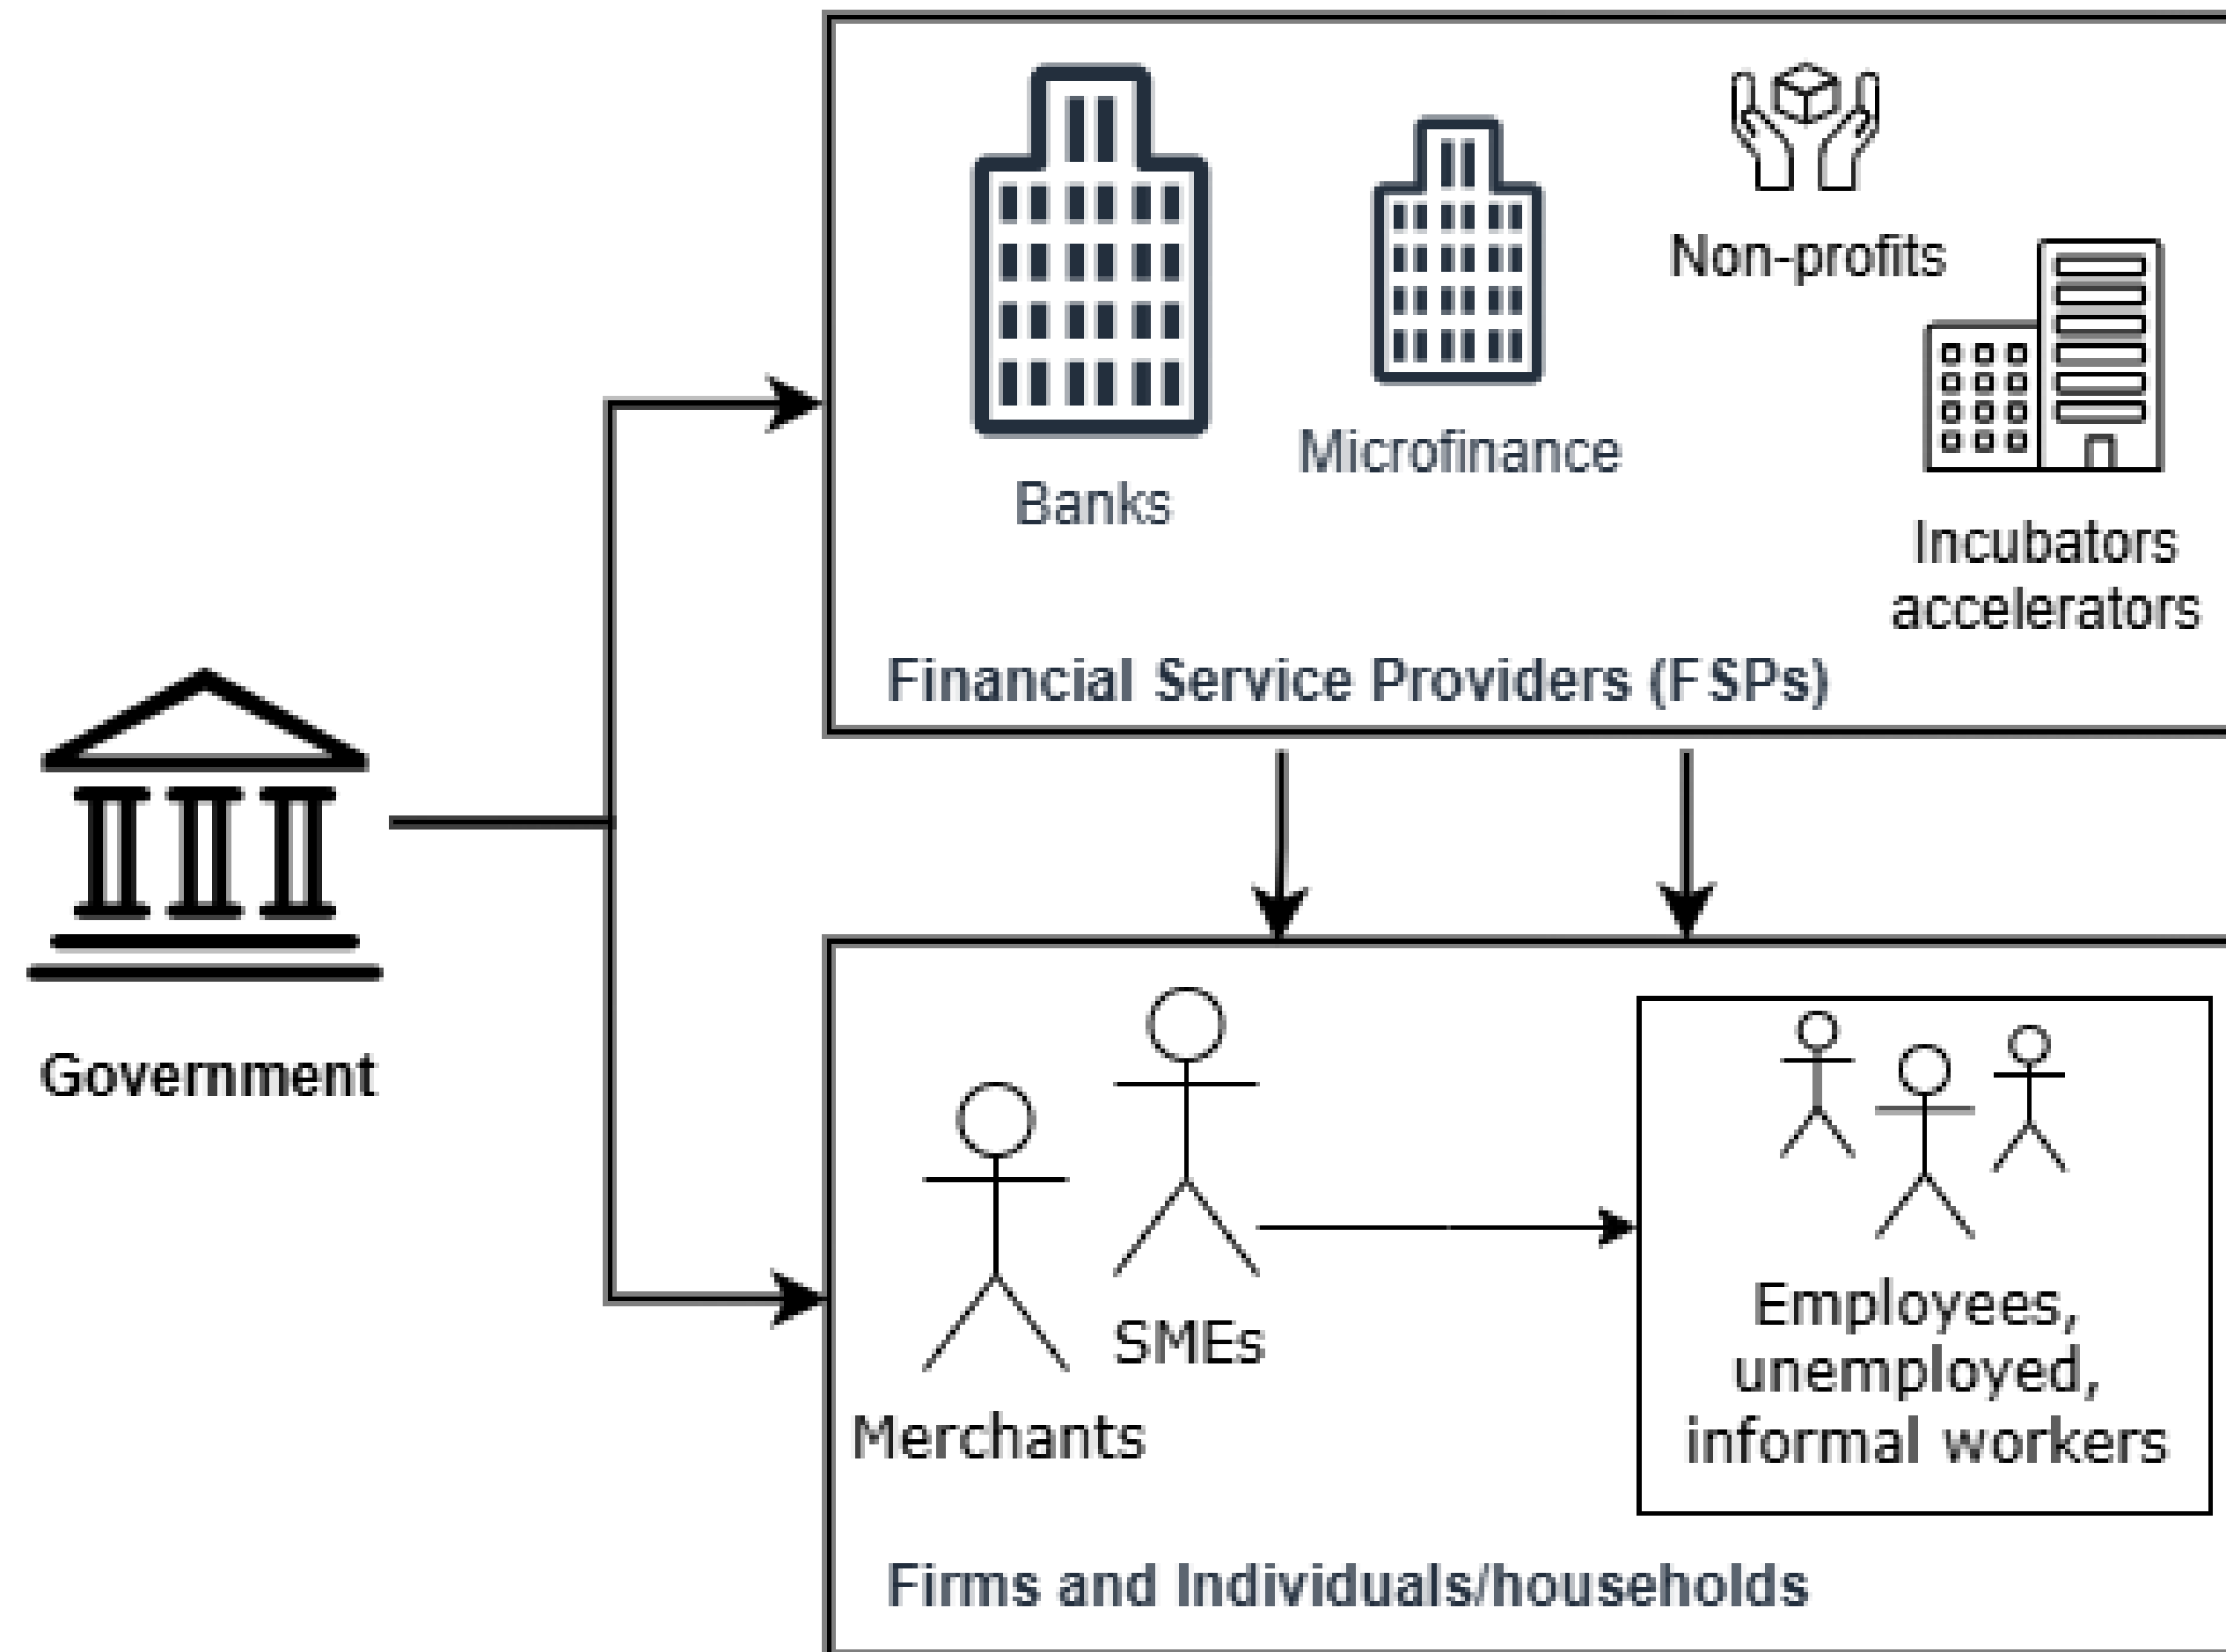 Banks
Microfinance
Non-profits
Incubators
accelerators
Financial Service Providers (FSPs)
Government
Merchants
SMEs
Employees,
unemployed,
informal workers
Firms and Individuals/households